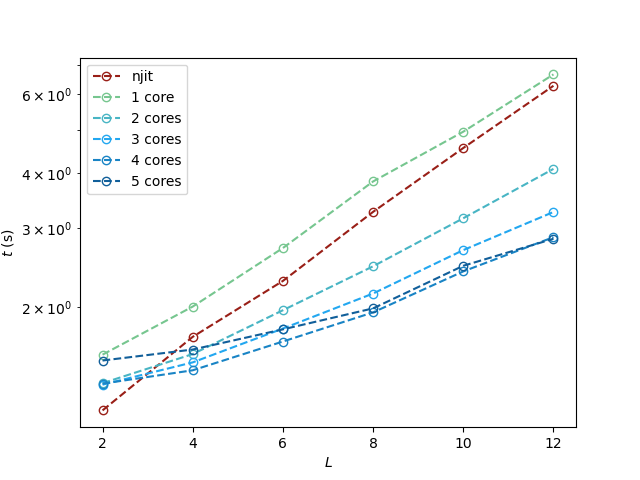 njit
1 core
2 cores
3 cores
4 cores
5 cores
6 × 10⁰
4 × 10⁰
3 × 10⁰
2 × 10⁰
t (s)
2 4 6 8 10 12
L